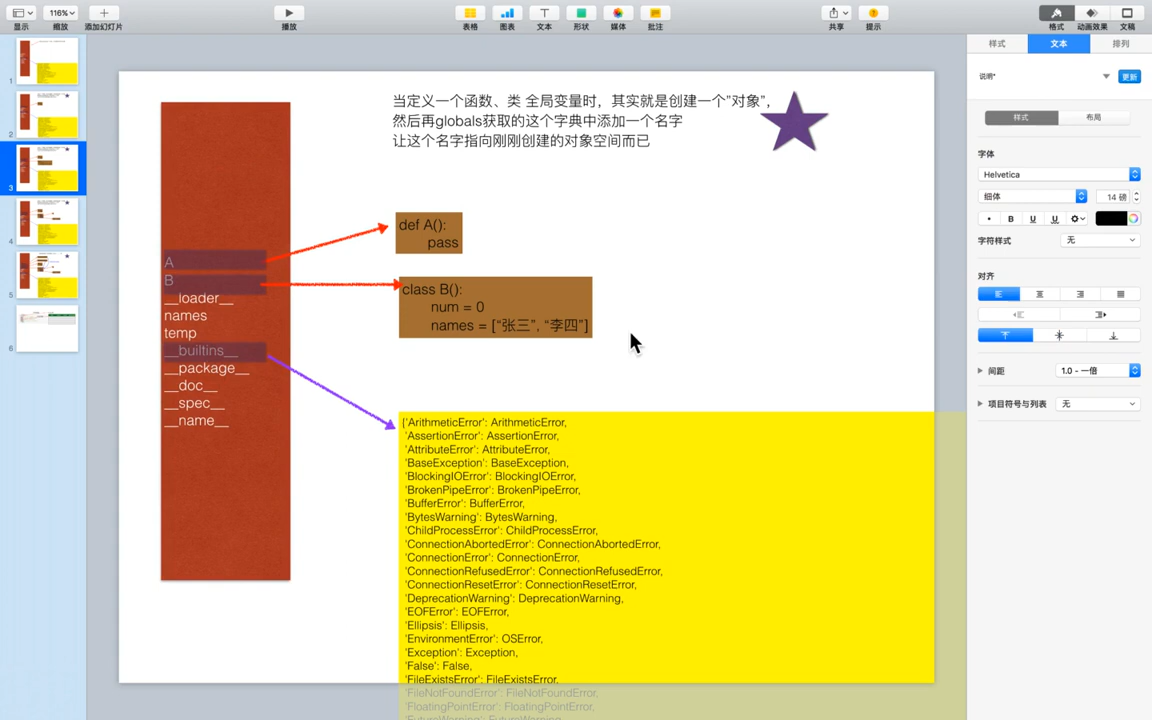 116%
显示
缩放
添加幻灯片
播放
表格
图表
文本
形状
媒体
批注
共享
提示
格式
动画效果
文稿
1
2
3
4
5
6
当定义一个函数、类 全局变量时，其实就是创建一个"对象"，
然后再globals获取的这个字典中添加一个名字
让这个名字指向刚刚创建的对象空间而已
A
B
__loader__
names
temp
__builtins__
__package__
__doc__
__spec__
__name__
def A():
pass
class B():
num = 0
names = [“张三”, “李四”]
{'ArithmeticError': ArithmeticError,
'AssertionError': AssertionError,
'AttributeError': AttributeError,
'BaseException': BaseException,
'BlockingIOError': BlockingIOError,
'BrokenPipeError': BrokenPipeError,
'BufferError': BufferError,
'BytesWarning': BytesWarning,
'ChildProcessError': ChildProcessError,
'ConnectionAbortedError': ConnectionAbortedError,
'ConnectionError': ConnectionError,
'ConnectionRefusedError': ConnectionRefusedError,
'ConnectionResetError': ConnectionResetError,
'DeprecationWarning': DeprecationWarning,
'EOFError': EOFError,
'Ellipsis': Ellipsis,
'EnvironmentError': OSError,
'Exception': Exception,
'False': False,
'FileExistsError': FileExistsError,
'FileNotFoundError': FileNotFoundError,
'FloatingPointError': FloatingPointError,
'FutureWarning': FutureWarning,
样式
文本
排列
说明*
更新
样式
布局
字体
Helvetica
细体
14 磅
B
U
U
字符样式
无
对齐
间距
1.0 - 一倍
项目符号与列表
无